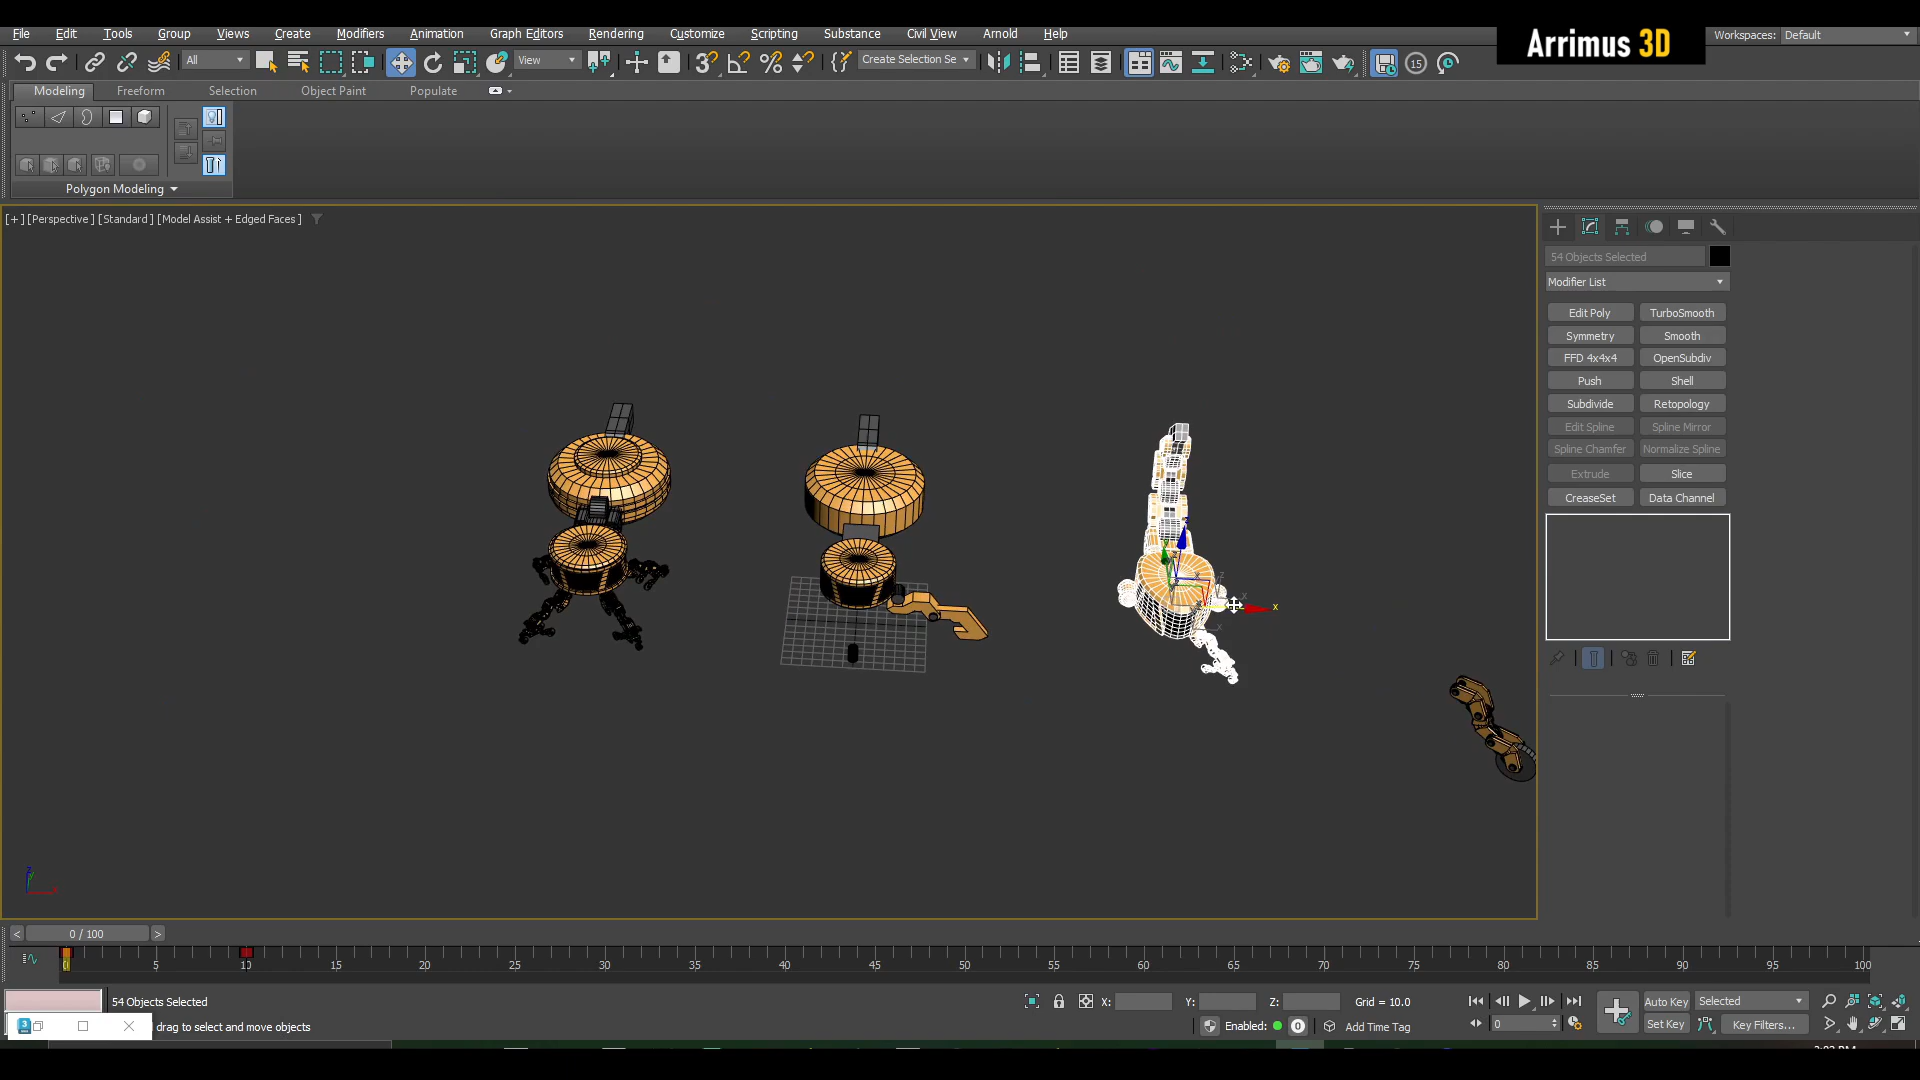 File Edit Tools Group Views Create Modifiers Animation Graph Editors Rendering Customize Scripting Substance Civil View Arnold Help
Arrimus 3D
Workspaces: Default
All
View
Create Selection Se
15
Modeling Freeform Selection Object Paint Populate
Polygon Modeling
[+] [Perspective] [Standard] [Model Assist + Edged Faces]
54 Objects Selected
Modifier List
Edit Poly TurboSmooth
Symmetry Smooth
FFD 4x4x4 OpenSubdiv
Push Shell
Subdivide Retopology
Edit Spline Spline Mirror
Spline Chamfer Normalize Spline
Extrude Slice
CreaseSet Data Channel
x
< 0 / 100 >
0 5 10 15 20 25 30 35 40 45 50 55 60 65 70 75 80 85 90 95 100
54 Objects Selected
X: Y: Z: Grid = 10.0
Auto Key Selected
drag to select and move objects
Enabled: 0 Add Time Tag
0
Set Key Key Filters...